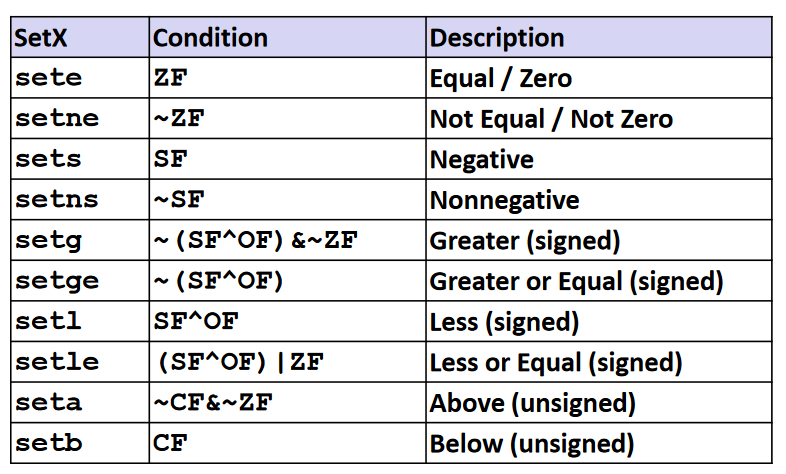 SetX Condition Description
sete ZF Equal / Zero
setne ~ZF Not Equal / Not Zero
sets SF Negative
setns ~SF Nonnegative
setg ~(SF^OF)&~ZF Greater (signed)
setge ~(SF^OF) Greater or Equal (signed)
setl SF^OF Less (signed)
setle (SF^OF)|ZF Less or Equal (signed)
seta ~CF&~ZF Above (unsigned)
setb CF Below (unsigned)